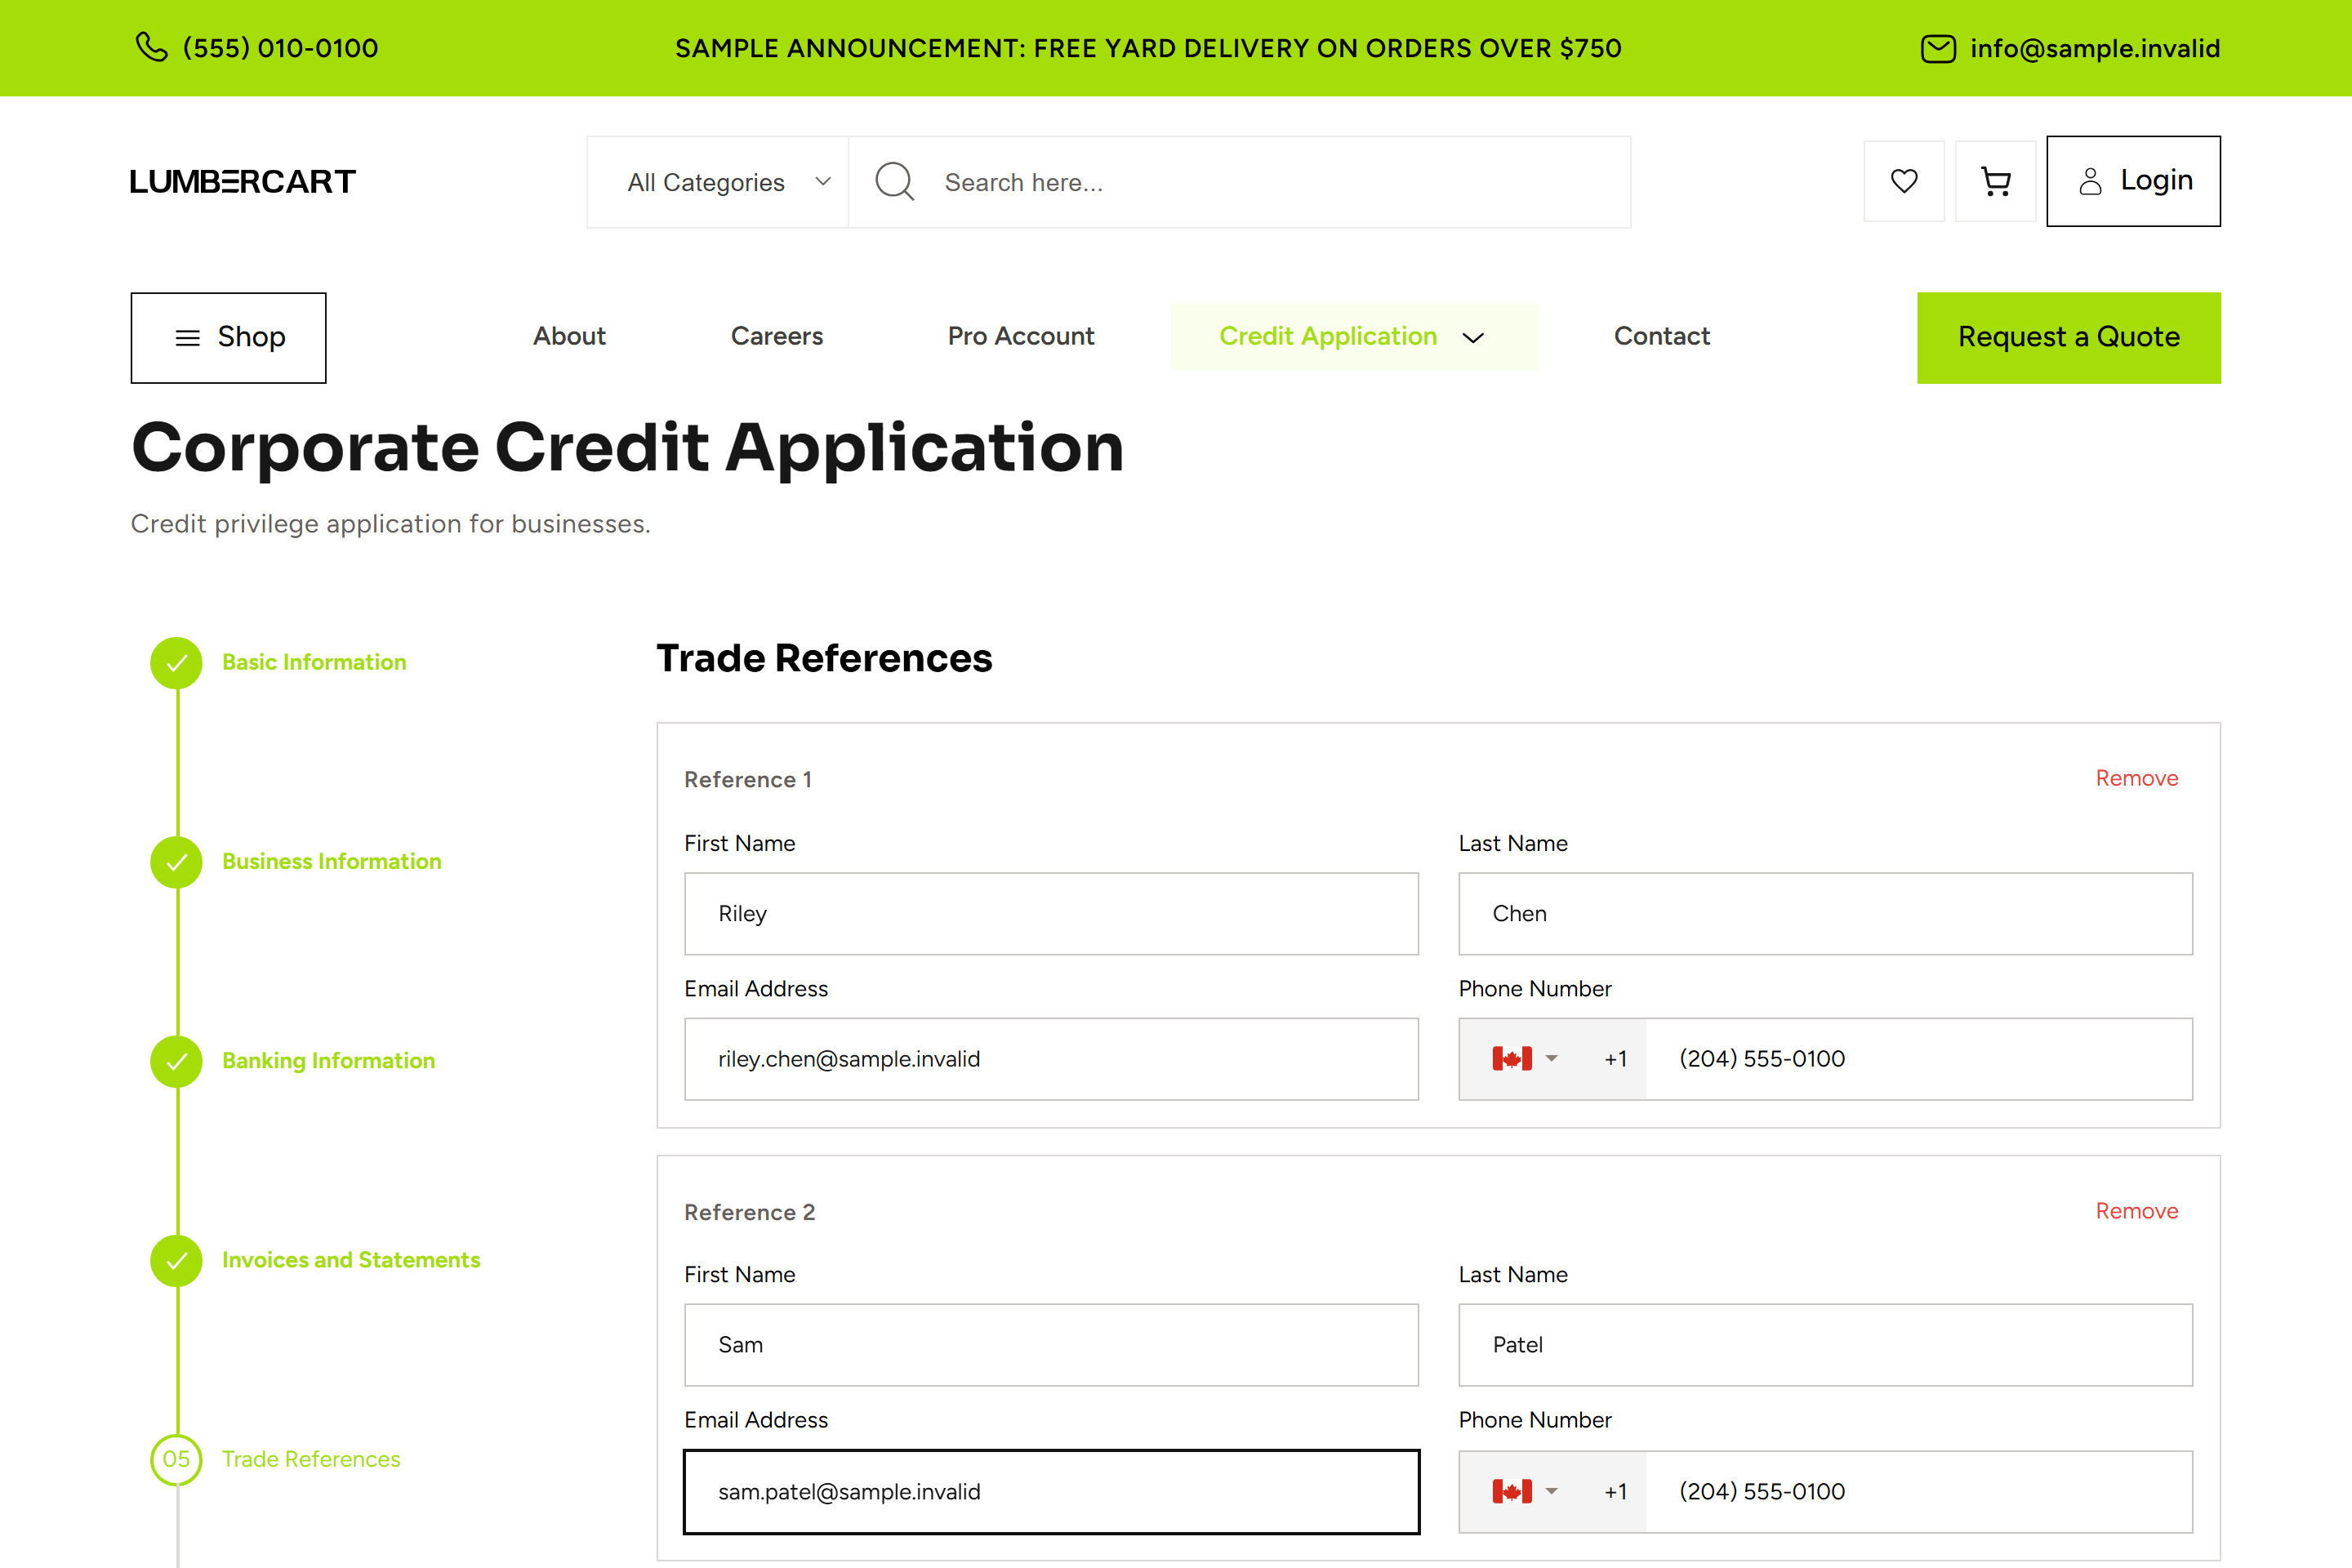 (555) 010-0100
SAMPLE ANNOUNCEMENT: FREE YARD DELIVERY ON ORDERS OVER $750
info@sample.invalid
LUMBERCART
All Categories
Search here...
Login
Shop
About
Careers
Pro Account
Credit Application
Contact
Request a Quote
Corporate Credit Application
Credit privilege application for businesses.
Basic Information
Business Information
Banking Information
Invoices and Statements
05 Trade References
Trade References
Reference 1
Remove
First Name
Last Name
Riley
Chen
Email Address
Phone Number
riley.chen@sample.invalid
+1 (204) 555-0100
Reference 2
Remove
First Name
Last Name
Sam
Patel
Email Address
Phone Number
sam.patel@sample.invalid
+1 (204) 555-0100